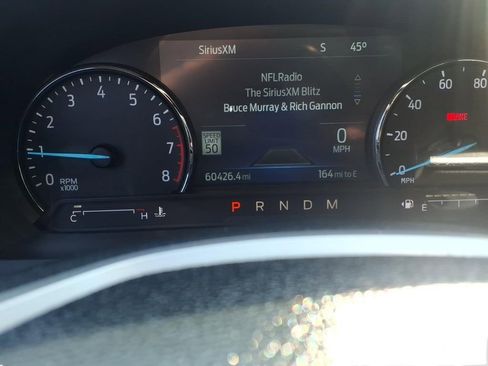 SiriusXM S 45°
NFLRadio
The SiriusXM Blitz
Bruce Murray & Rich Gannon
SPEED
LIMIT
50
0
MPH
60426.4 mi 164 mi to E
P R N D M
0 1 2 3 4 5 6 7 8
RPM
x1000
C H
0 20 40 60 80
BRAKE
MPH
E